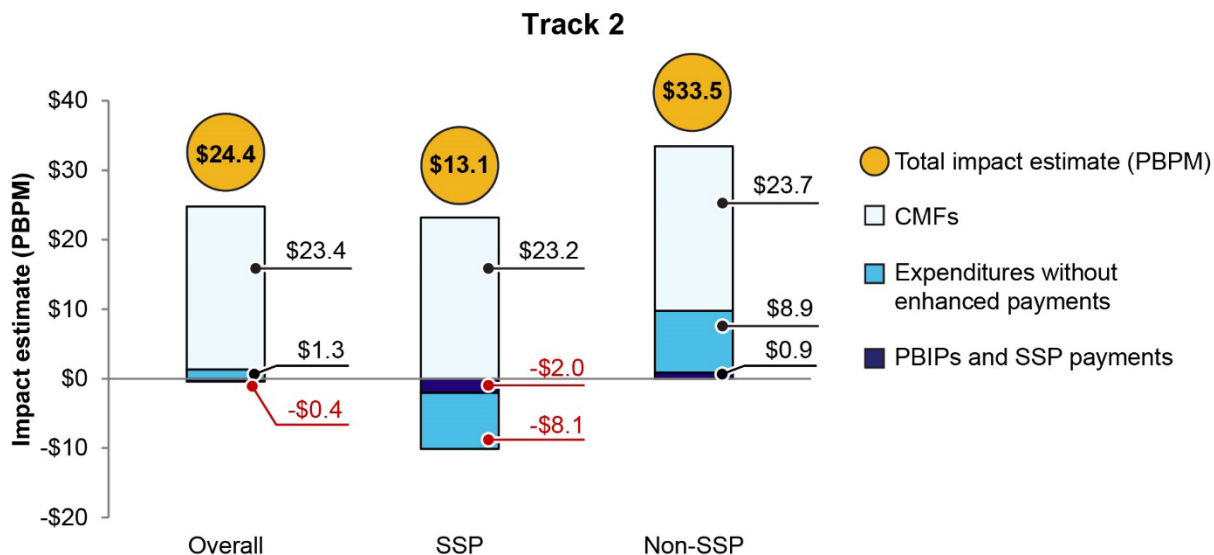 Track 2
Impact estimate (PBPM)
$40
$30
$20
$10
$0
-$10
-$20
$24.4
$23.4
$1.3
-$0.4
Overall
$13.1
$23.2
-$2.0
-$8.1
SSP
$33.5
$23.7
$8.9
$0.9
Non-SSP
Total impact estimate (PBPM)
CMFs
Expenditures without
enhanced payments
PBIPs and SSP payments